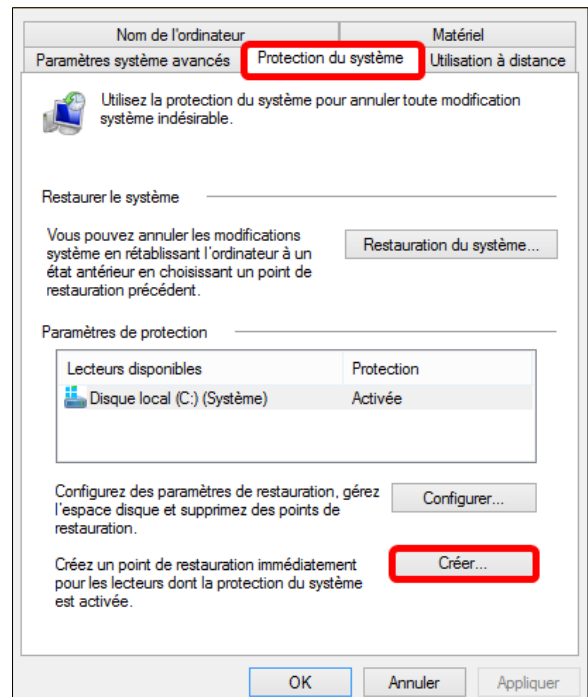 Nom de l'ordinateur
Matériel
Paramètres système avancés
Protection du système
Utilisation à distance
Utilisez la protection du système pour annuler toute modification
système indésirable.
Restaurer le système
Vous pouvez annuler les modifications
système en rétablissant l'ordinateur à un
état antérieur en choisissant un point de
restauration précédent.
Restauration du système...
Paramètres de protection
Lecteurs disponibles
Protection
Disque local (C:) (Système)
Activée
Configurez des paramètres de restauration, gérez
l'espace disque et supprimez des points de
restauration.
Configurer...
Créez un point de restauration immédiatement
pour les lecteurs dont la protection du système
est activée.
Créer...
OK
Annuler
Appliquer